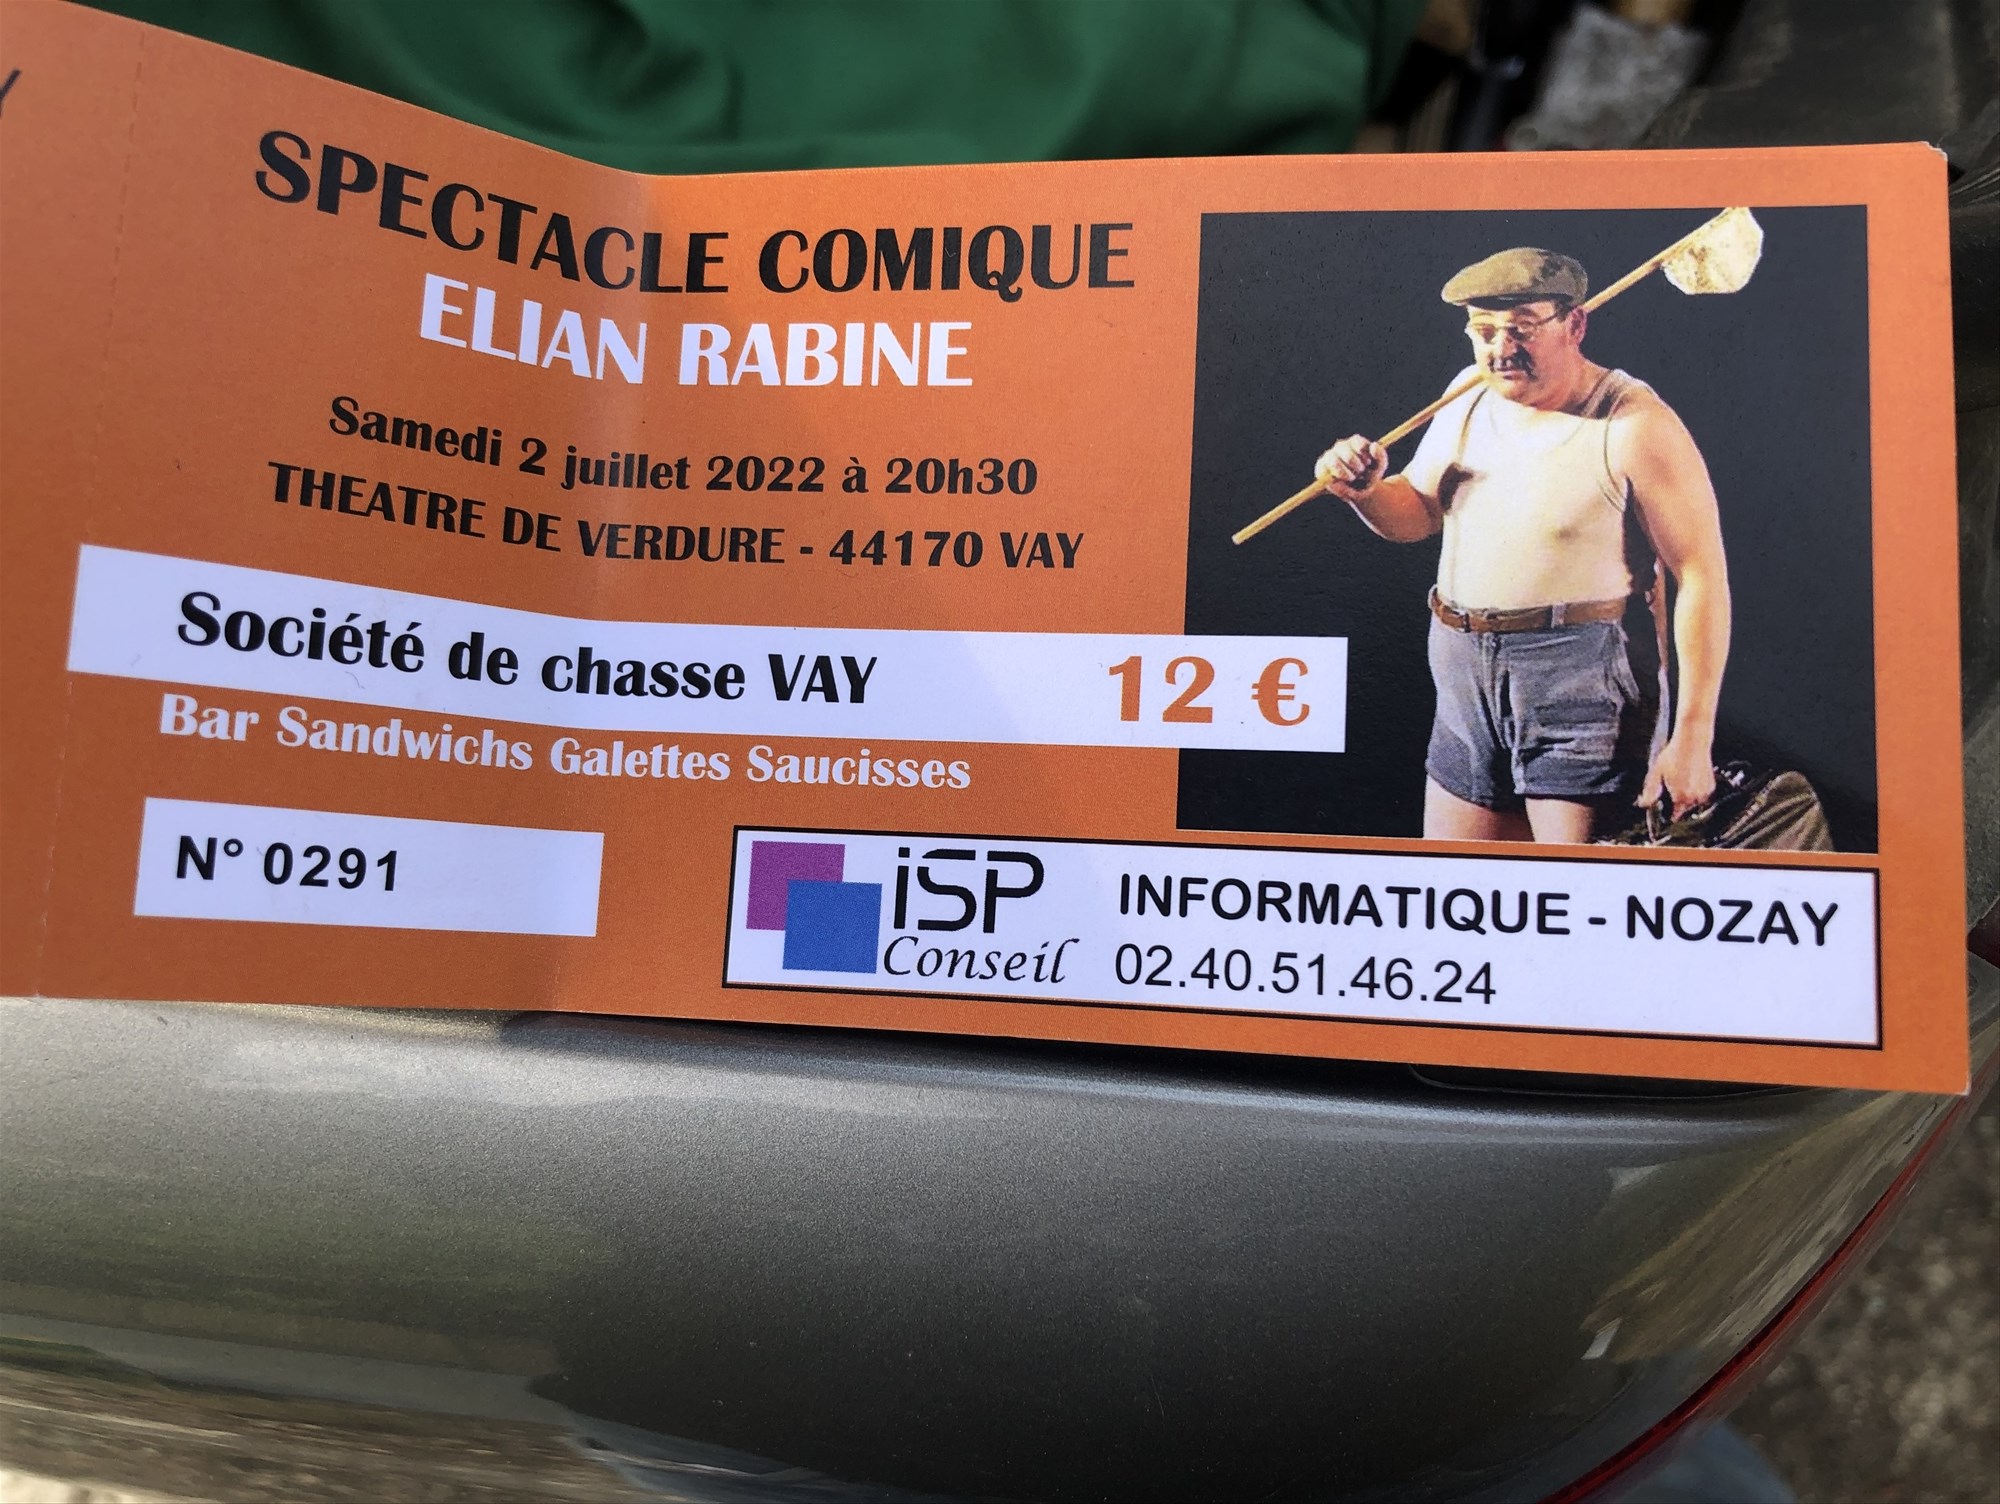 SPECTACLE COMIQUE
ELIAN RABINE
Samedi 2 juillet 2022 à 20h30
THEATRE DE VERDURE - 44170 VAY
Société de chasse VAY 12 €
Bar Sandwichs Galettes Saucisses
N° 0291
iSP
Conseil
INFORMATIQUE - NOZAY
02.40.51.46.24